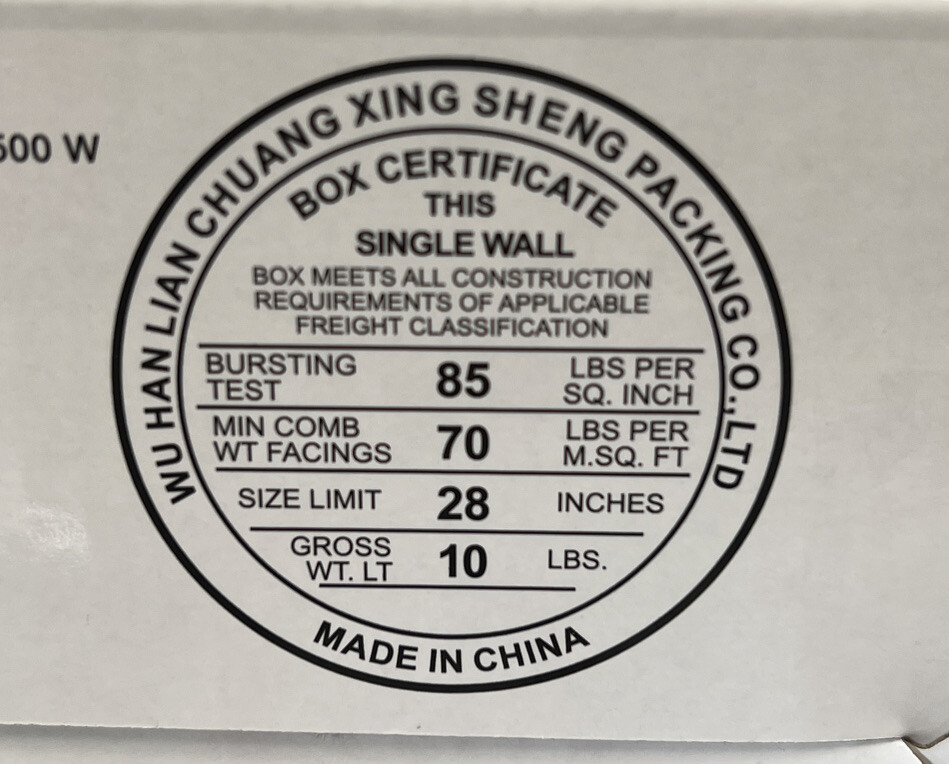 500 W
WU HAN LIAN CHUANG XING SHENG PACKING CO.,LTD
BOX CERTIFICATE
THIS
SINGLE WALL
BOX MEETS ALL CONSTRUCTION
REQUIREMENTS OF APPLICABLE
FREIGHT CLASSIFICATION
BURSTING TEST 85 LBS PER SQ. INCH
MIN COMB WT FACINGS 70 LBS PER M.SQ. FT
SIZE LIMIT 28 INCHES
GROSS WT. LT 10 LBS.
MADE IN CHINA